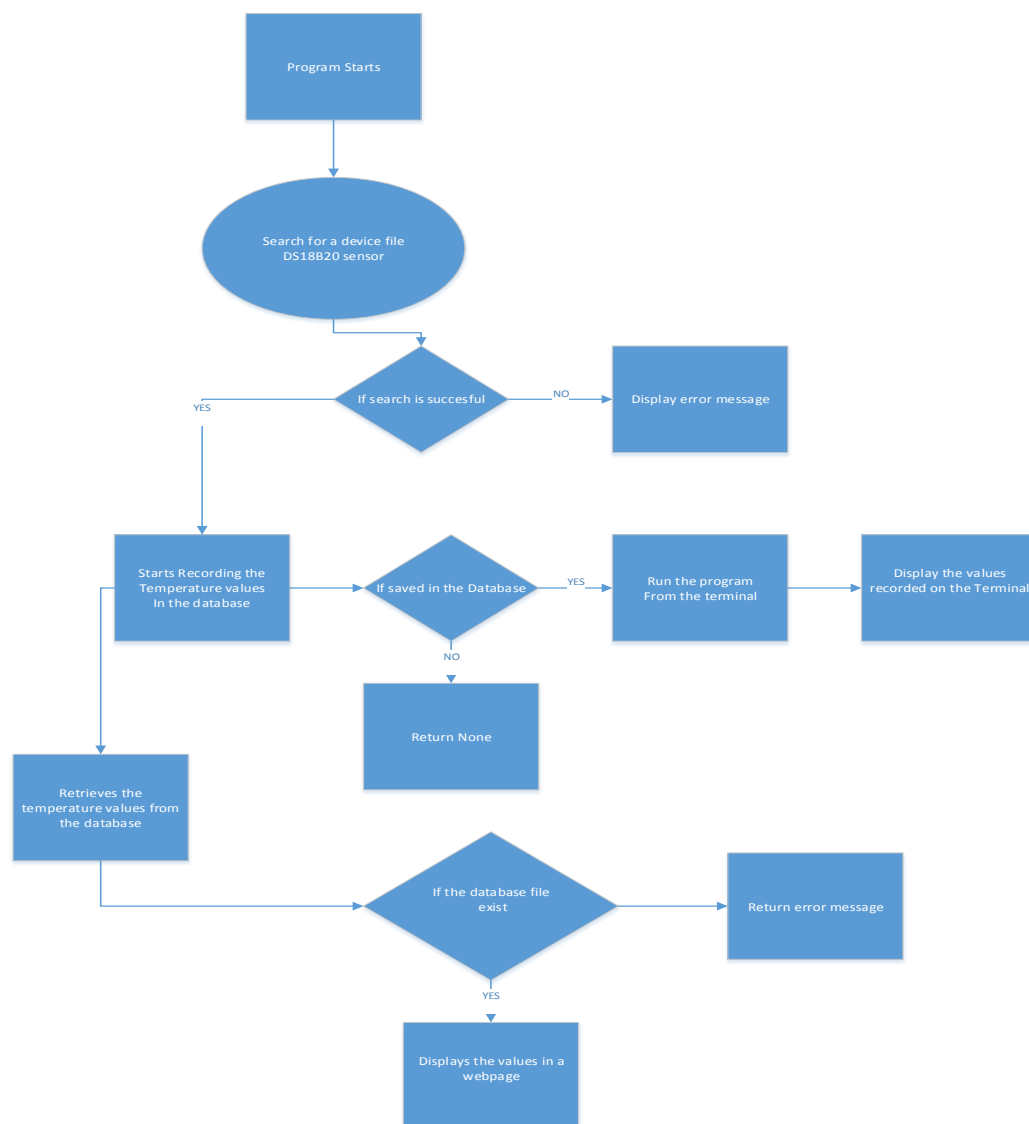 Program Starts
Search for a device file
DS18B20 sensor
If search is succesful
NO
Display error message
YES
Starts Recording the
Temperature values
In the database
If saved in the Database
YES
Run the program
From the terminal
Display the values
recorded on the Terminal
NO
Return None
Retrieves the
temperature values from
the database
If the database file
exist
Return error message
YES
Displays the values in a
webpage